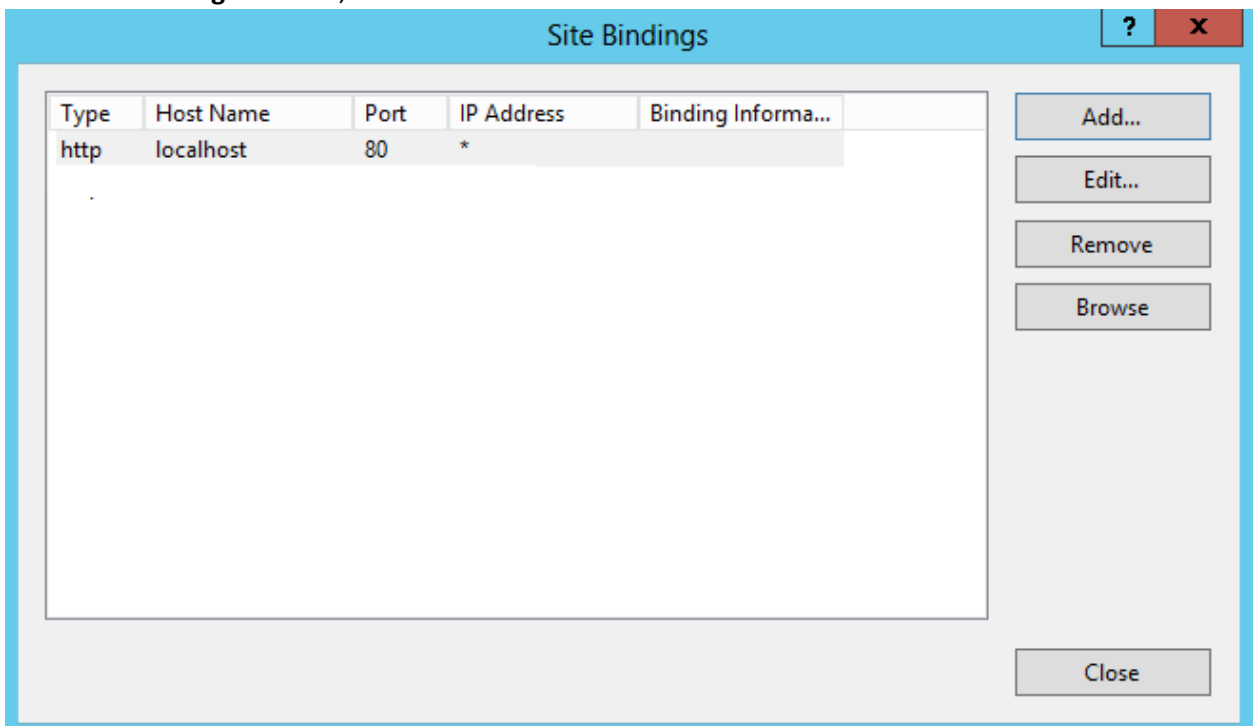 Site Bindings
? x
Type Host Name Port IP Address Binding Informa...
http localhost 80 *
.
Add...
Edit...
Remove
Browse
Close